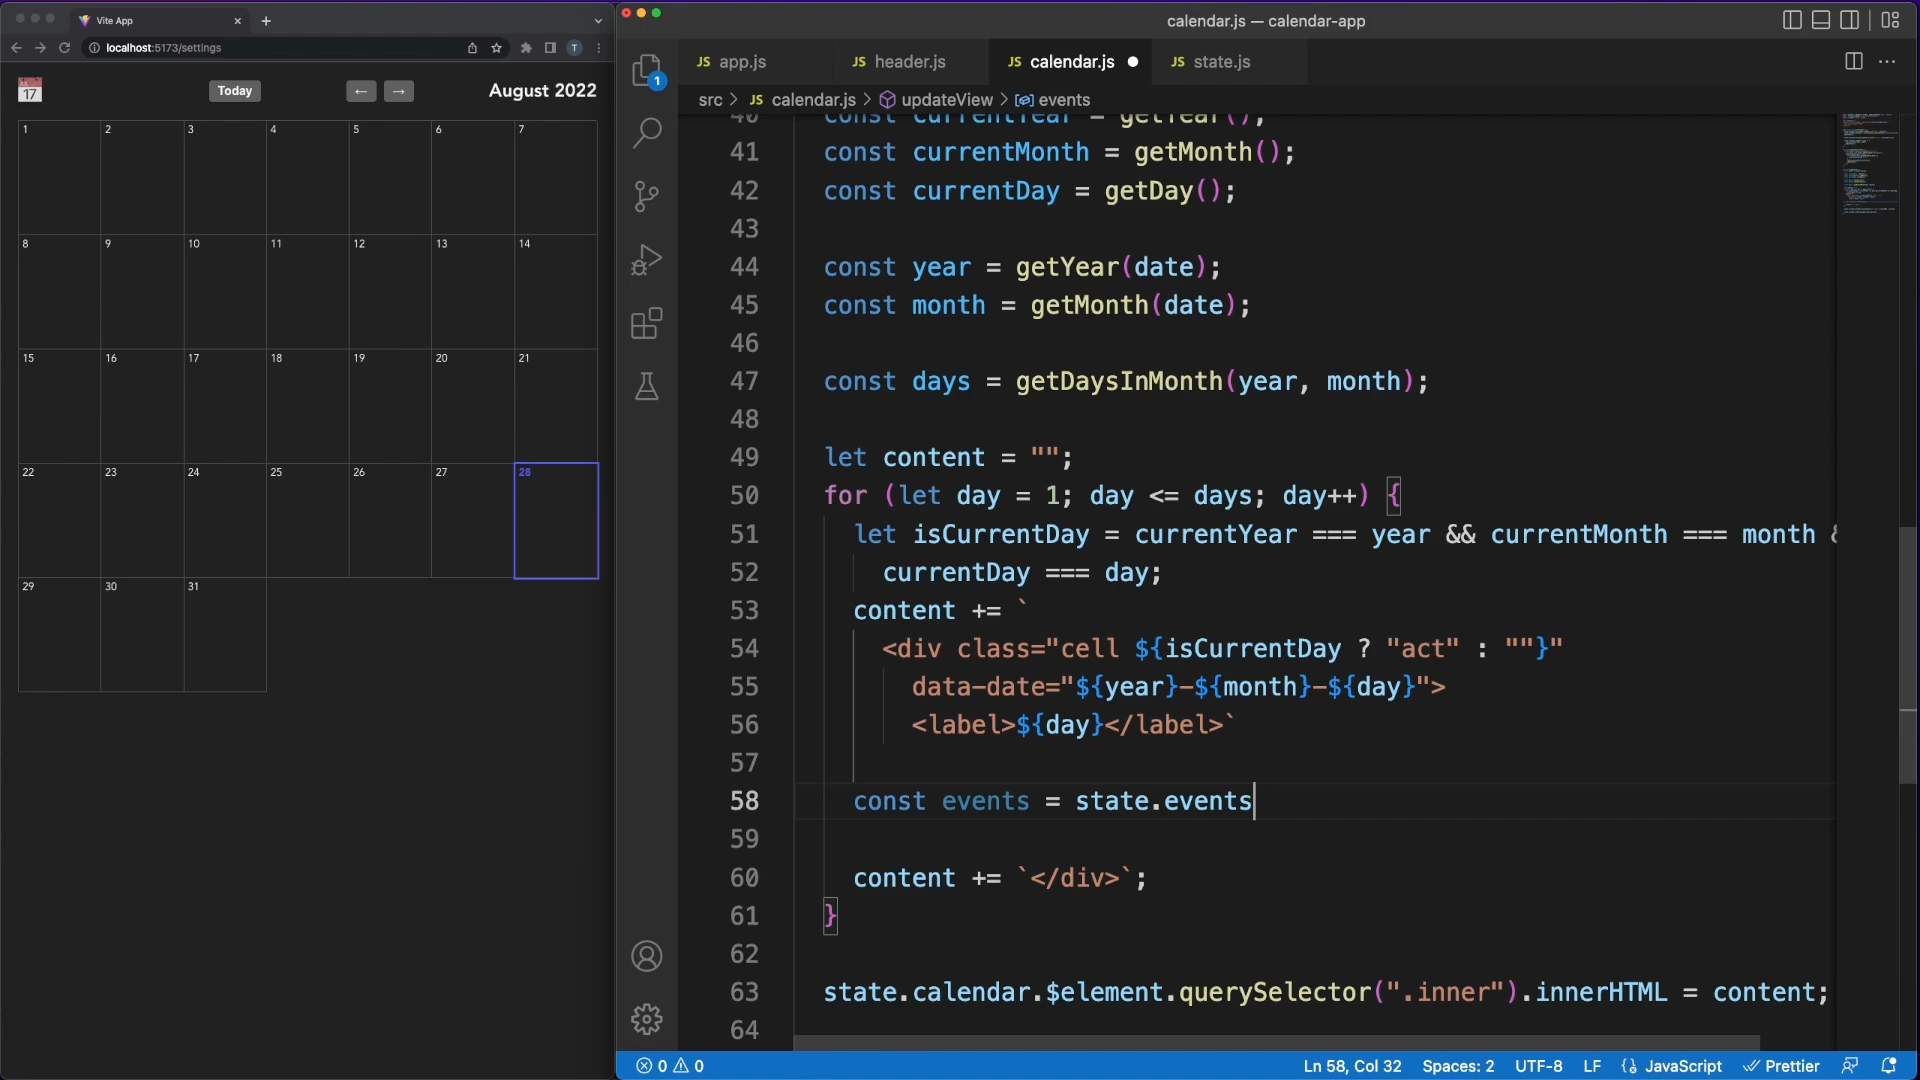 Vite App
localhost:5173/settings
T
17
Today
←
→
August 2022
1 2 3 4 5 6 7
8 9 10 11 12 13 14
15 16 17 18 19 20 21
22 23 24 25 26 27 28
29 30 31
calendar.js — calendar-app
1
JS app.js
JS header.js
JS calendar.js
JS state.js
src > JS calendar.js > updateView > events
40 const currentYear = getYear();
41 const currentMonth = getMonth();
42 const currentDay = getDay();
43
44 const year = getYear(date);
45 const month = getMonth(date);
46
47 const days = getDaysInMonth(year, month);
48
49 let content = "";
50 for (let day = 1; day <= days; day++) {
51 let isCurrentDay = currentYear === year && currentMonth === month &
52 currentDay === day;
53 content += `
54 <div class="cell ${isCurrentDay ? "act" : ""}"
55 data-date="${year}-${month}-${day}">
56 <label>${day}</label>`
57
58 const events = state.events
59
60 content += `</div>`;
61 }
62
63 state.calendar.$element.querySelector(".inner").innerHTML = content;
64
0 0
Ln 58, Col 32
Spaces: 2
UTF-8
LF
{} JavaScript
Prettier